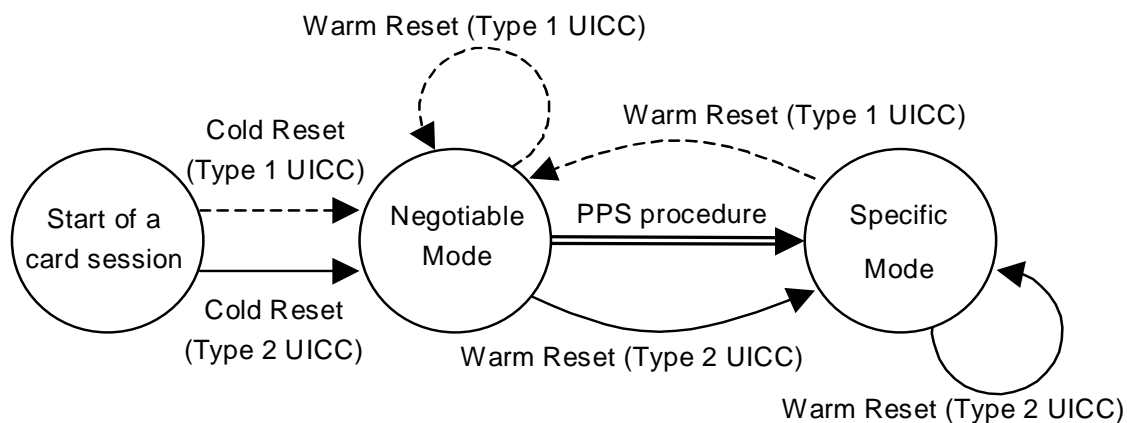 Warm Reset (Type 1 UICC)
Warm Reset (Type 1 UICC)
Cold Reset
(Type 1 UICC)
Start of a
card session
Negotiable
Mode
PPS procedure
Specific
Mode
Cold Reset
(Type 2 UICC)
Warm Reset (Type 2 UICC)
Warm Reset (Type 2 UICC)